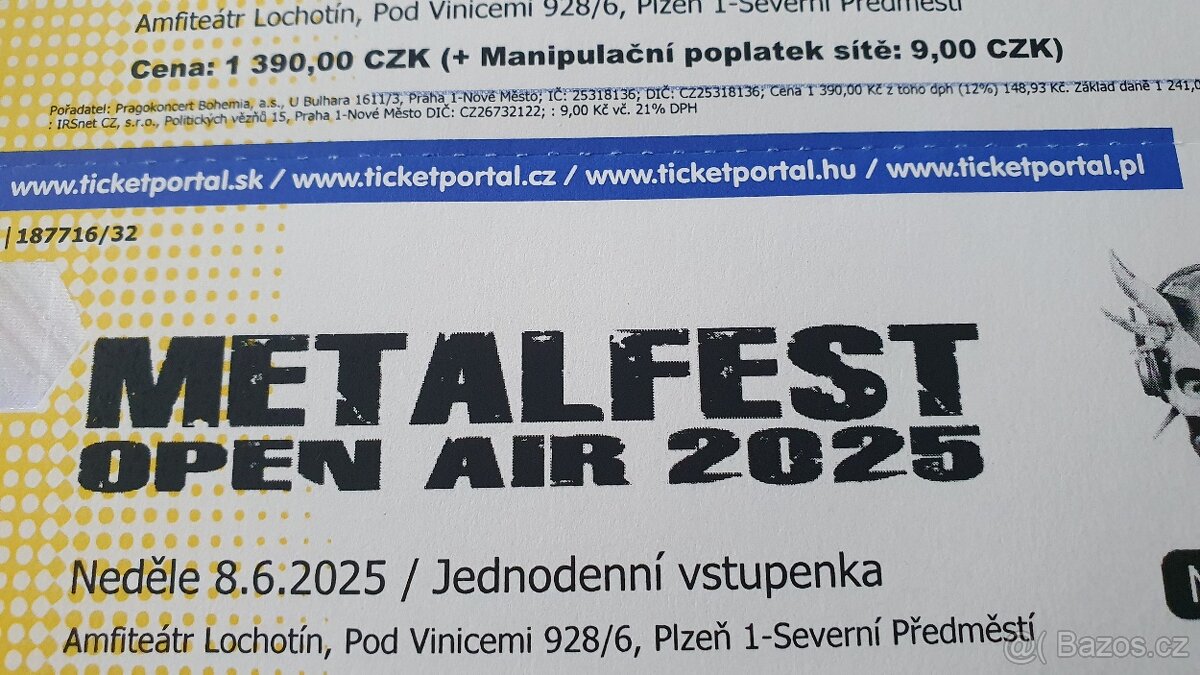 Amfiteátr Lochotín, Pod Vinicemi 928/6, Plzeň 1-Severní Předměstí
Cena: 1 390,00 CZK (+ Manipulační poplatek sítě: 9,00 CZK)
Pořadatel: Pragokoncert Bohemia, a.s., U Bulhara 1611/3, Praha 1-Nové Město; IČ: 25318136; DIČ: CZ25318136; Cena 1 390,00 Kč z toho dph (12%) 148,93 Kč. Základ daně 1 241,0
: IRSnet CZ, s.r.o., Politických vězňů 15, Praha 1-Nové Město DIČ: CZ26732122; : 9,00 Kč vč. 21% DPH
www.ticketportal.sk / www.ticketportal.cz / www.ticketportal.hu / www.ticketportal.pl
| 187716/32
METALFEST
OPEN AIR 2025
Neděle 8.6.2025 / Jednodenní vstupenka
Amfiteátr Lochotín, Pod Vinicemi 928/6, Plzeň 1-Severní Předměstí
@( Bazos.cz